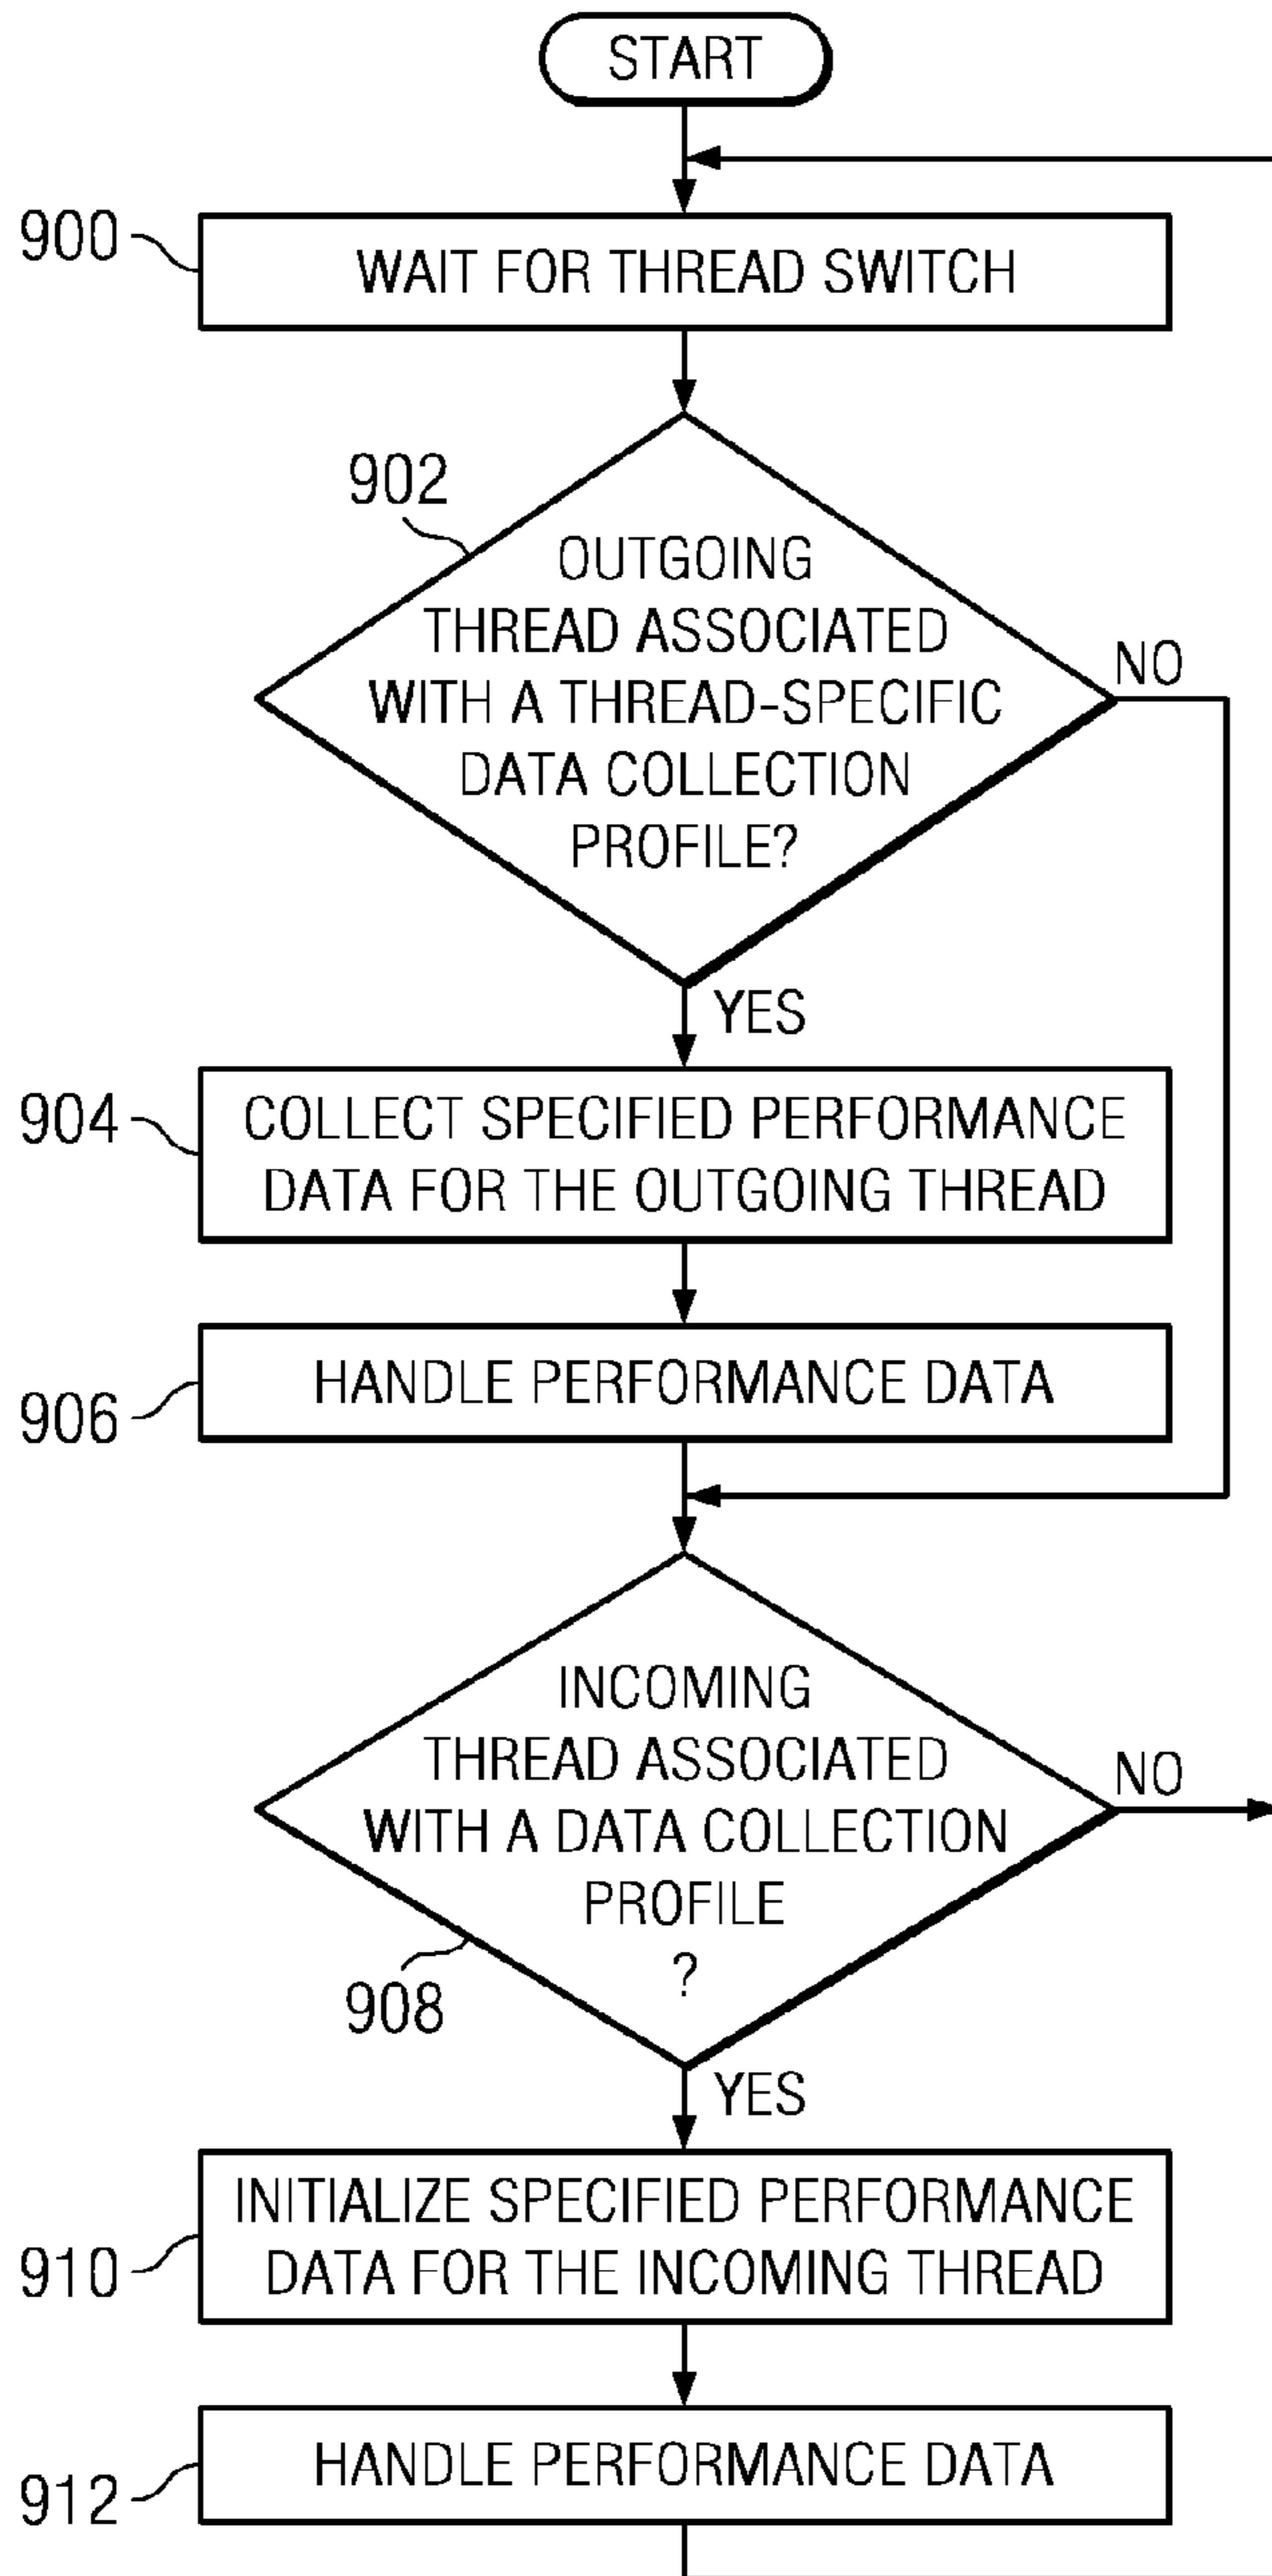 START
900
WAIT FOR THREAD SWITCH
902
OUTGOING
THREAD ASSOCIATED
WITH A THREAD-SPECIFIC
DATA COLLECTION
PROFILE?
NO
YES
904
COLLECT SPECIFIED PERFORMANCE
DATA FOR THE OUTGOING THREAD
906
HANDLE PERFORMANCE DATA
INCOMING
THREAD ASSOCIATED
WITH A DATA COLLECTION
PROFILE
?
NO
908
YES
910
INITIALIZE SPECIFIED PERFORMANCE
DATA FOR THE INCOMING THREAD
912
HANDLE PERFORMANCE DATA